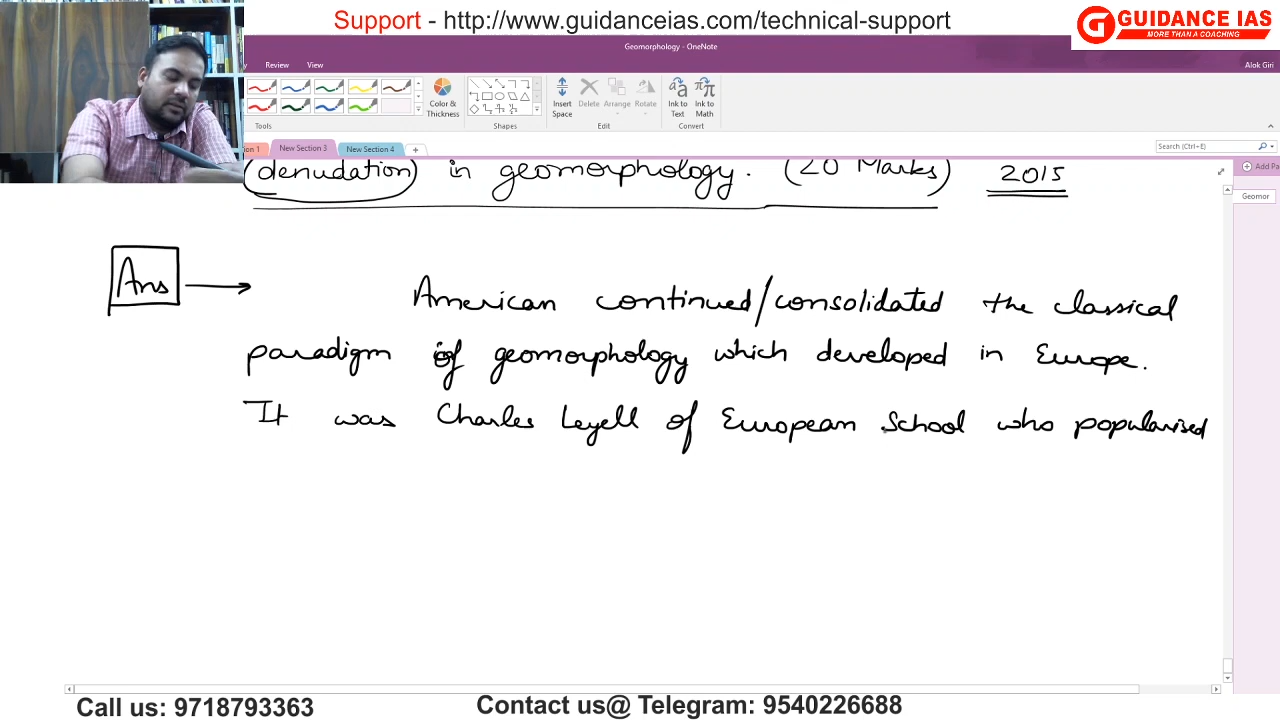 Support - http://www.guidanceias.com/technical-support
GUIDANCE IAS
MORE THAN A COACHING
Geomorphology - OneNote
Alok Giri
Review View
Color & Thickness
Insert Space
Delete Arrange Rotate
Ink to Text
Ink to Math
Tools Shapes Edit Convert
on 1 New Section 3 New Section 4 +
Search (Ctrl+E)
Add Pa
Geomor
(denudation) in geomorphology. (20 Marks) 2015
Ans → American continued/consolidated the classical
paradigm of geomorphology which developed in Europe.
It was Charles Leyell of European School who popularised
Call us: 9718793363
Contact us@ Telegram: 9540226688